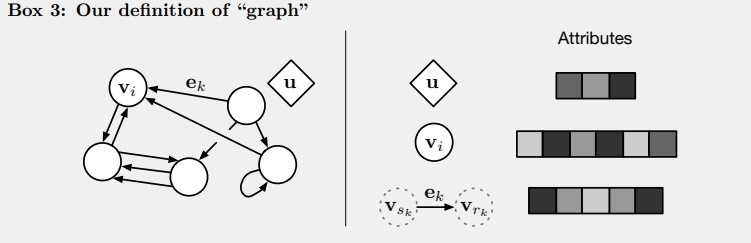 Box 3: Our definition of “graph”
Attributes
v_i
e_k
u
u
v_i
e_k
v_{s_k}
v_{r_k}